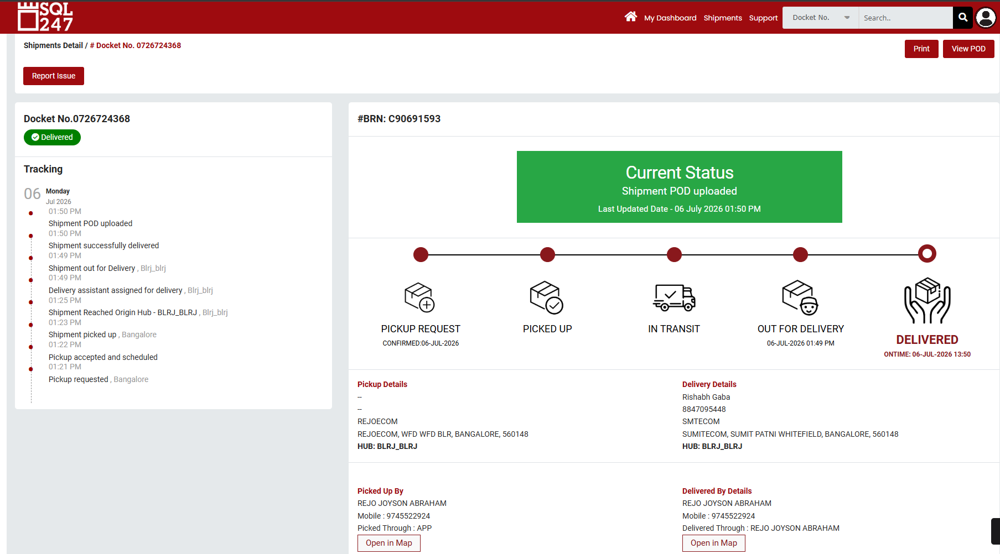 SQL
247
My Dashboard Shipments Support Docket No. Search..
Shipments Detail / # Docket No. 0726724368
Print View POD
Report Issue
Docket No.0726724368
Delivered
Tracking
06 Monday
Jul 2026
01:50 PM
Shipment POD uploaded
01:50 PM
Shipment successfully delivered
01:49 PM
Shipment out for Delivery , Blrj_blrj
01:49 PM
Delivery assistant assigned for delivery , Blrj_blrj
01:25 PM
Shipment Reached Origin Hub - BLRJ_BLRJ , Blrj_blrj
01:23 PM
Shipment picked up , Bangalore
01:22 PM
Pickup accepted and scheduled
01:21 PM
Pickup requested , Bangalore
#BRN: C90691593
Current Status
Shipment POD uploaded
Last Updated Date - 06 July 2026 01:50 PM
PICKUP REQUEST
CONFIRMED:06-JUL-2026
PICKED UP
IN TRANSIT
OUT FOR DELIVERY
06-JUL-2026 01:49 PM
DELIVERED
ONTIME: 06-JUL-2026 13:50
Pickup Details
--
--
REJOECOM
REJOECOM, WFD WFD BLR, BANGALORE, 560148
HUB: BLRJ_BLRJ
Delivery Details
Rishabh Gaba
8847095448
SMTECOM
SUMITECOM, SUMIT PATNI WHITEFIELD, BANGALORE, 560148
HUB: BLRJ_BLRJ
Picked Up By
REJO JOYSON ABRAHAM
Mobile : 9745522924
Picked Through : APP
Open in Map
Delivered By Details
REJO JOYSON ABRAHAM
Mobile : 9745522924
Delivered Through : REJO JOYSON ABRAHAM
Open in Map